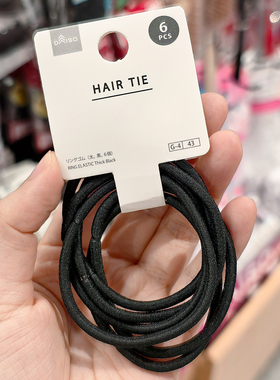 DAISO
6
PCS
HAIR TIE
リングゴム（太、黒、6個）
RING ELASTIC Thick Black
G-4 43